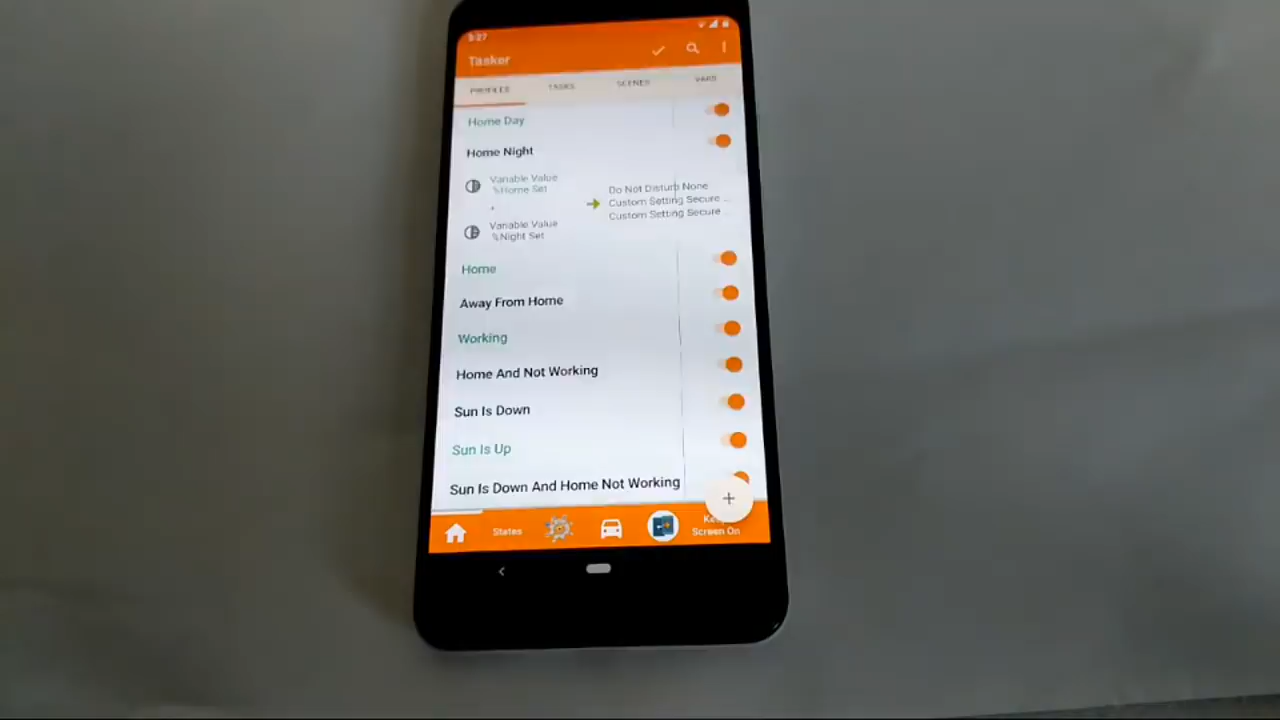 5:27
Tasker
PROFILES TASKS SCENES VARS
Home Day
Home Night
Variable Value
%Home Set
Variable Value
%Night Set
Do Not Disturb None
Custom Setting Secure ...
Custom Setting Secure ...
Home
Away From Home
Working
Home And Not Working
Sun Is Down
Sun Is Up
Sun Is Down And Home Not Working
States
Screen On